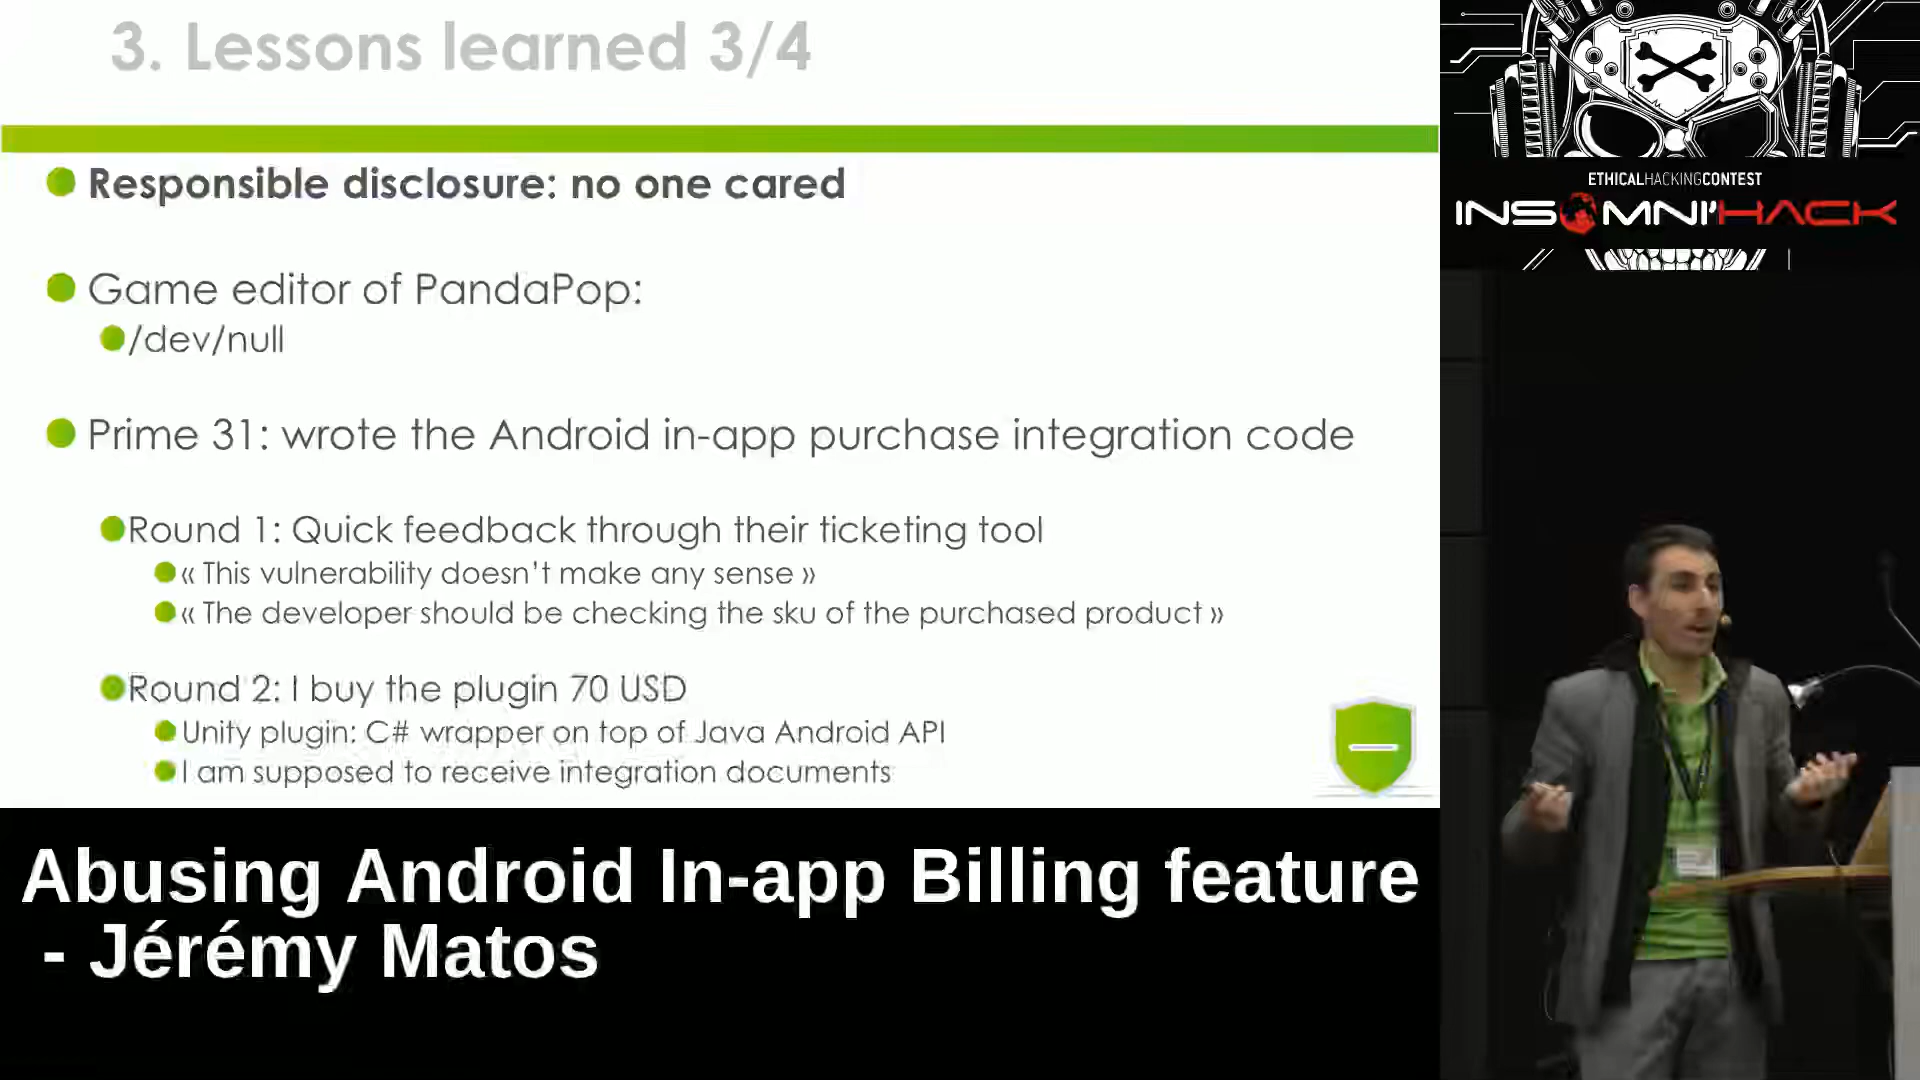 3. Lessons learned 3/4
Responsible disclosure: no one cared
Game editor of PandaPop:
/dev/null
Prime 31: wrote the Android in-app purchase integration code
Round 1: Quick feedback through their ticketing tool
« This vulnerability doesn't make any sense »
« The developer should be checking the sku of the purchased product »
Round 2: I buy the plugin 70 USD
Unity plugin: C# wrapper on top of Java Android API
I am supposed to receive integration documents
ETHICALHACKINGCONTEST
INSOMNI'HACK
Abusing Android In-app Billing feature
- Jérémy Matos